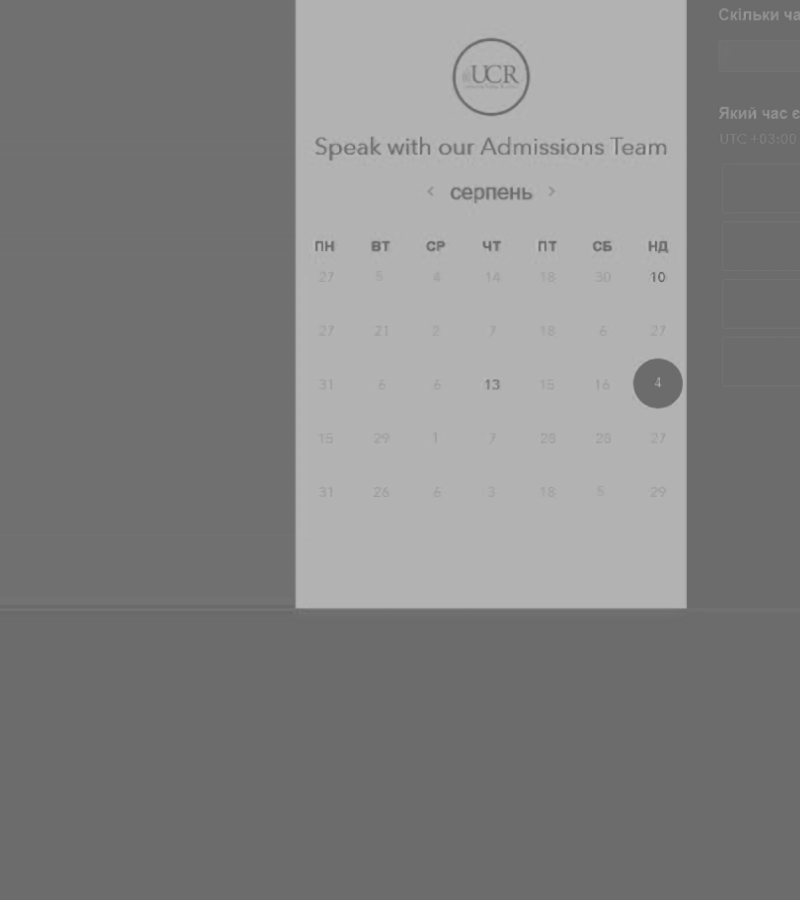 Скільки ча
UCR
Speak with our Admissions Team
серпень
Який час є
UTC +03:00
ПН ВТ СР ЧТ ПТ СБ НД
27 5 4 14 18 30 10
27 21 2 7 18 6 27
31 6 6 13 15 16 4
15 29 1 7 28 28 27
31 26 6 3 18 5 29